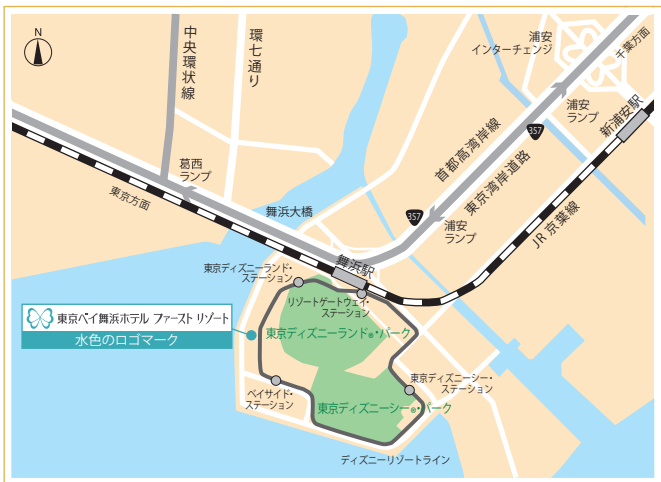 N
中央環状線
環七通り
浦安
インターチェンジ
千葉方面
浦安
ランプ
新浦安駅
357
首都高湾岸線
東京湾岸道路
葛西
ランプ
東京方面
舞浜大橋
357
浦安
ランプ
JR京葉線
舞浜駅
東京ディズニーランド・
ステーション
リゾートゲートウェイ・
ステーション
東京ベイ舞浜ホテル ファースト リゾート
水色のロゴマーク
東京ディズニーランド®・パーク
東京ディズニーシー・
ステーション
ベイサイド・
ステーション
東京ディズニーシー®・パーク
ディズニーリゾートライン